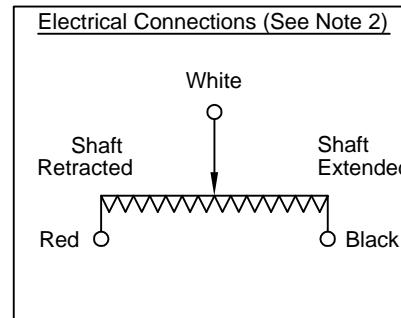 Electrical Connections (See Note 2)
White
Shaft
Retracted
Shaft
Extended
Red
Black